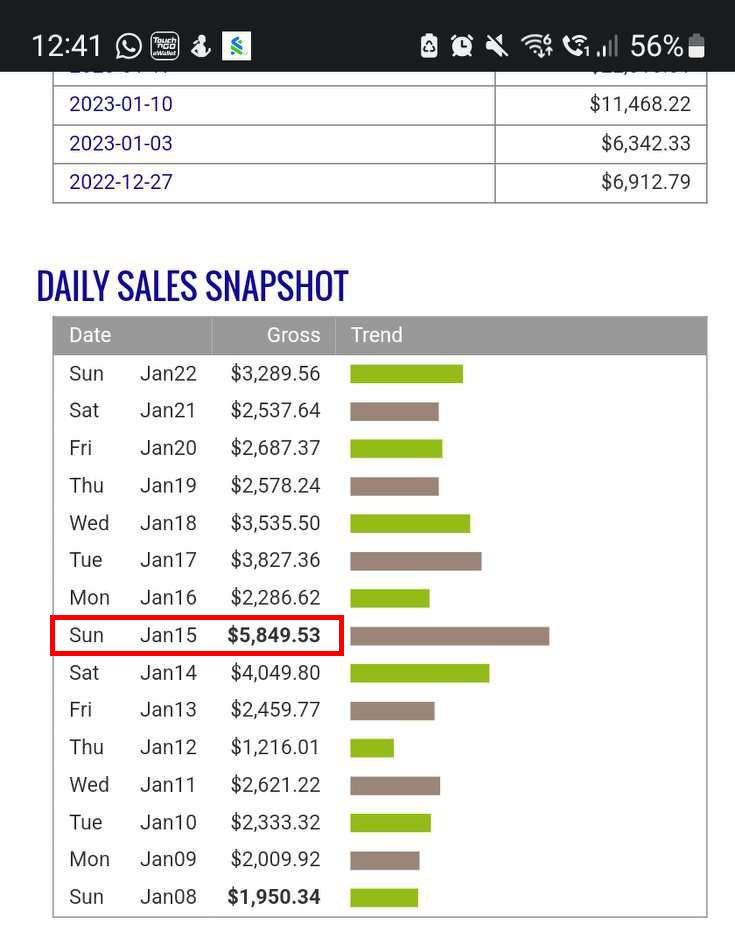 12:41 Touch 'n GO eWallet 6 1 56%
2023-01-10 $11,468.22
2023-01-03 $6,342.33
2022-12-27 $6,912.79
DAILY SALES SNAPSHOT
Date Gross Trend
Sun Jan22 $3,289.56
Sat Jan21 $2,537.64
Fri Jan20 $2,687.37
Thu Jan19 $2,578.24
Wed Jan18 $3,535.50
Tue Jan17 $3,827.36
Mon Jan16 $2,286.62
Sun Jan15 $5,849.53
Sat Jan14 $4,049.80
Fri Jan13 $2,459.77
Thu Jan12 $1,216.01
Wed Jan11 $2,621.22
Tue Jan10 $2,333.32
Mon Jan09 $2,009.92
Sun Jan08 $1,950.34